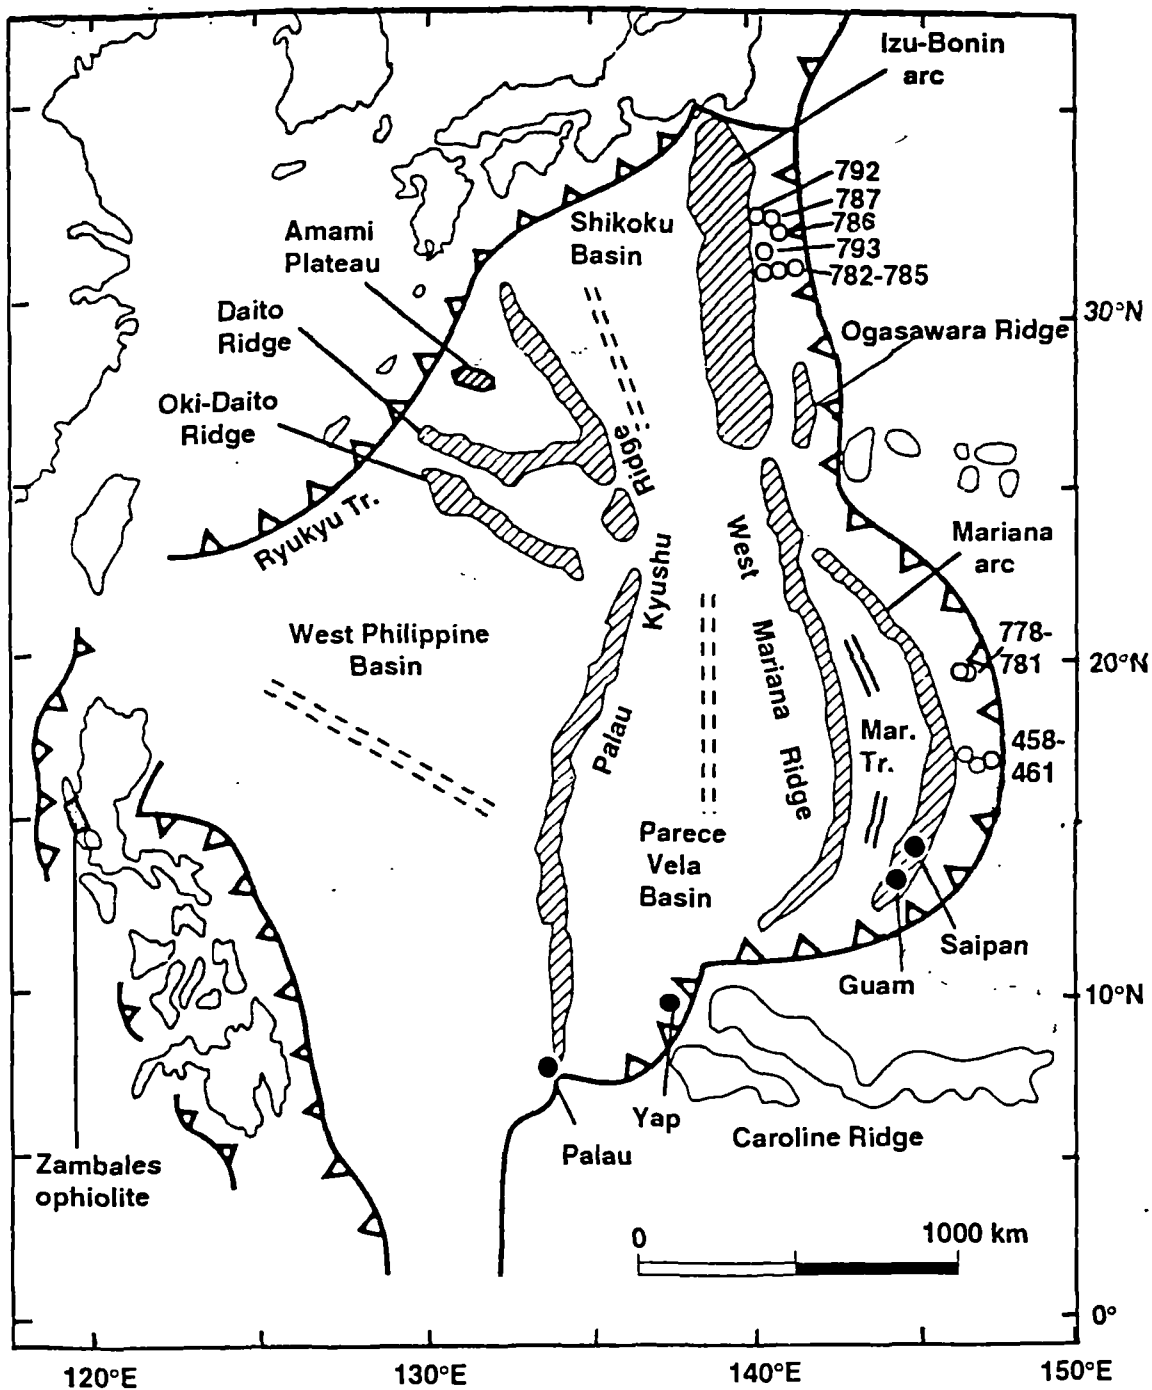 Izu-Bonin
arc
792
787
786
793
782-785
Shikoku
Basin
Amami
Plateau
Daito
Ridge
30°N
Ogasawara Ridge
Oki-Daito
Ridge
Ridge
Ryukyu Tr.
West
Mariana
arc
Kyushu
West Philippine
Basin
Mariana
778-
781
20°N
Palau
Ridge
Mar.
Tr.
458-
461
Parece
Vela
Basin
Saipan
Guam
10°N
Yap
Caroline Ridge
Palau
Zambales
ophiolite
0
1000 km
0°
120°E
130°E
140°E
150°E